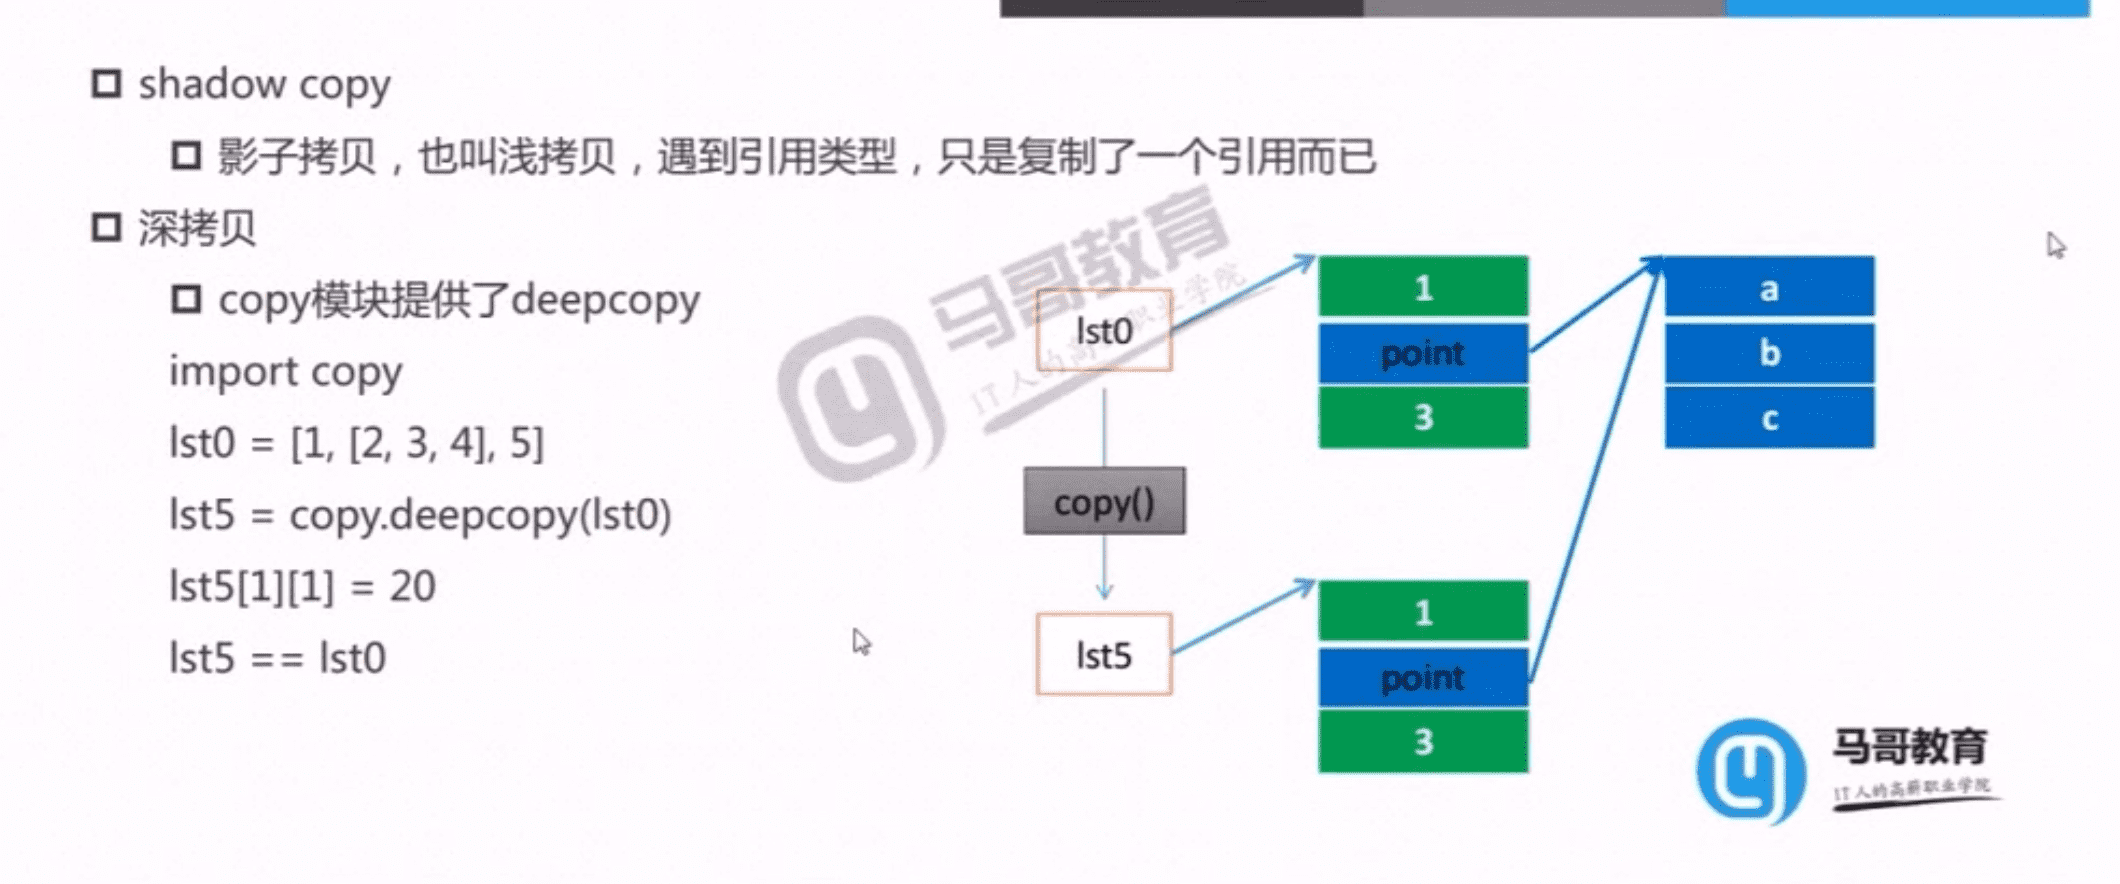 shadow copy
影子拷贝，也叫浅拷贝，遇到引用类型，只是复制了一个引用而已
深拷贝
copy模块提供了deepcopy
import copy
lst0 = [1, [2, 3, 4], 5]
lst5 = copy.deepcopy(lst0)
lst5[1][1] = 20
lst5 == lst0
马哥教育
IT人的高薪职业学院
lst0
copy()
lst5
1
point
3
a
b
c
1
point
3
马哥教育
IT人的高薪职业学院